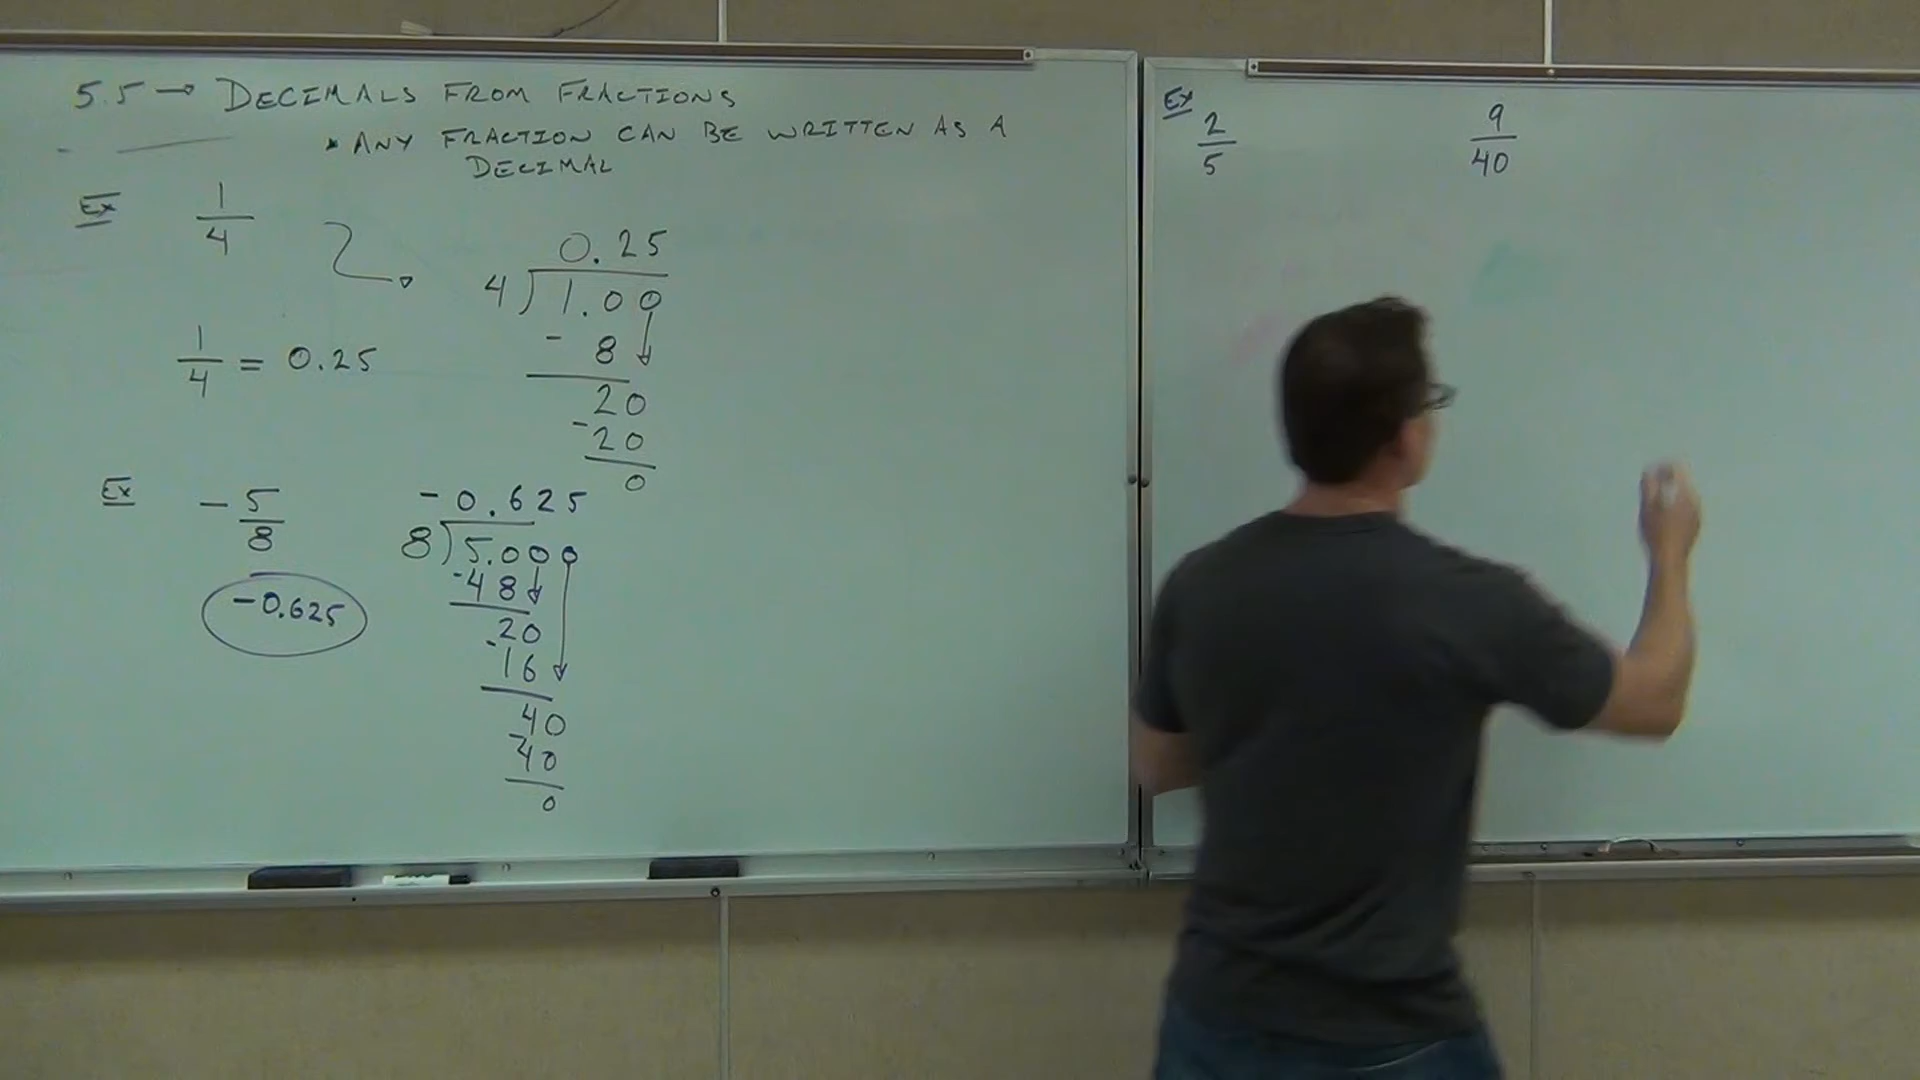 5.5 → DECIMALS FROM FRACTIONS
* ANY FRACTION CAN BE WRITTEN AS A
DECIMAL
Ex 1/4
0.25
4)1.00
- 8
20
-20
0
1/4 = 0.25
Ex -5/8
-0.625
-0.625
8)5.000
-48
20
-16
40
-40
0
Ex 2/5
9/40